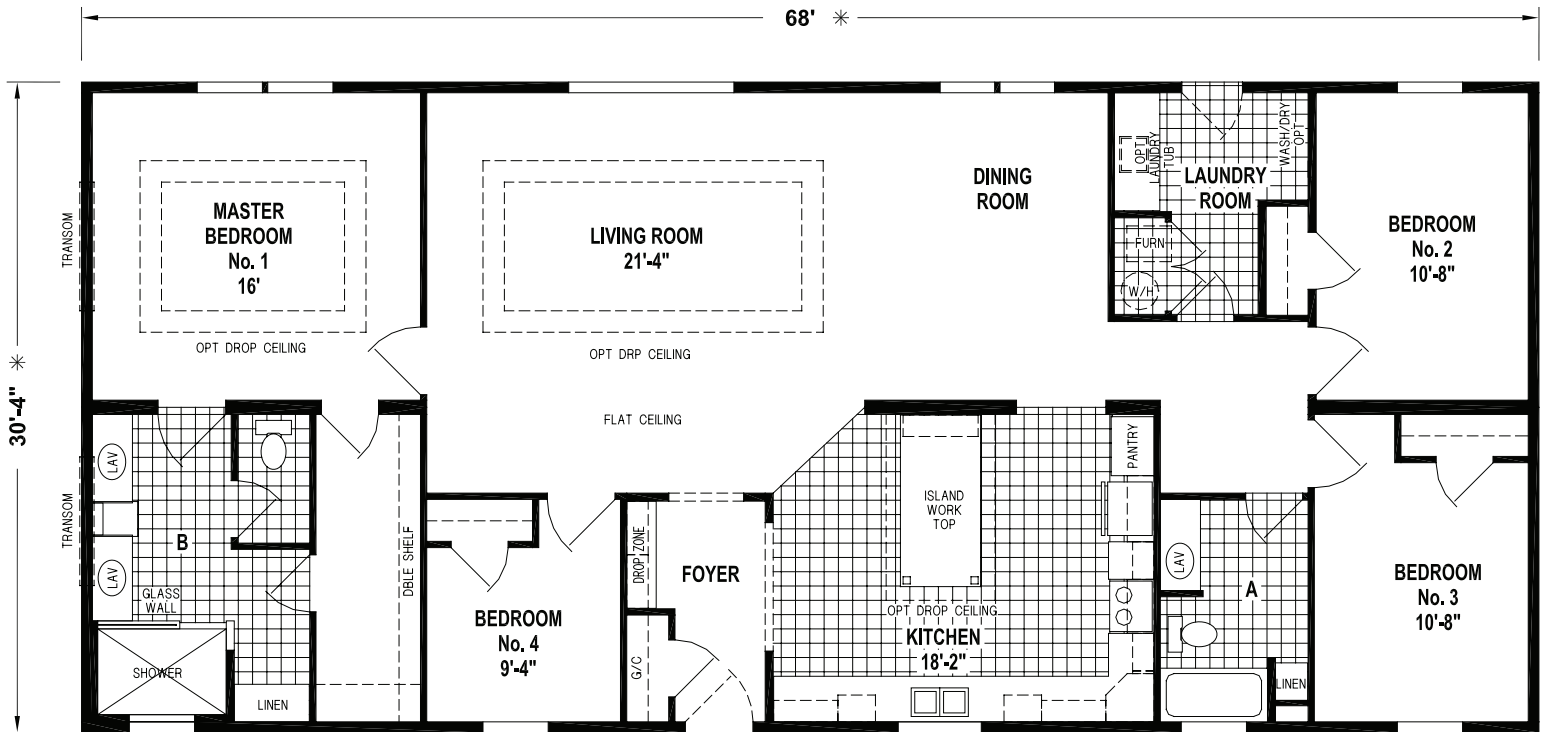 68' ✳
30'-4" ✳
TRANSOM
MASTER
BEDROOM
No. 1
16'
OPT DROP CEILING
LIVING ROOM
21'-4"
OPT DRP CEILING
FLAT CEILING
DINING
ROOM
OPT
LAUNDRY
TUB
WASH/DRY
OPT
LAUNDRY
ROOM
FURN
W/H
BEDROOM
No. 2
10'-8"
TRANSOM
LAV
LAV
B
GLASS
WALL
SHOWER
LINEN
DBLE SHELF
BEDROOM
No. 4
9'-4"
DROP ZONE
FOYER
G/C
ISLAND
WORK
TOP
OPT DROP CEILING
KITCHEN
18'-2"
PANTRY
LAV
A
LINEN
BEDROOM
No. 3
10'-8"